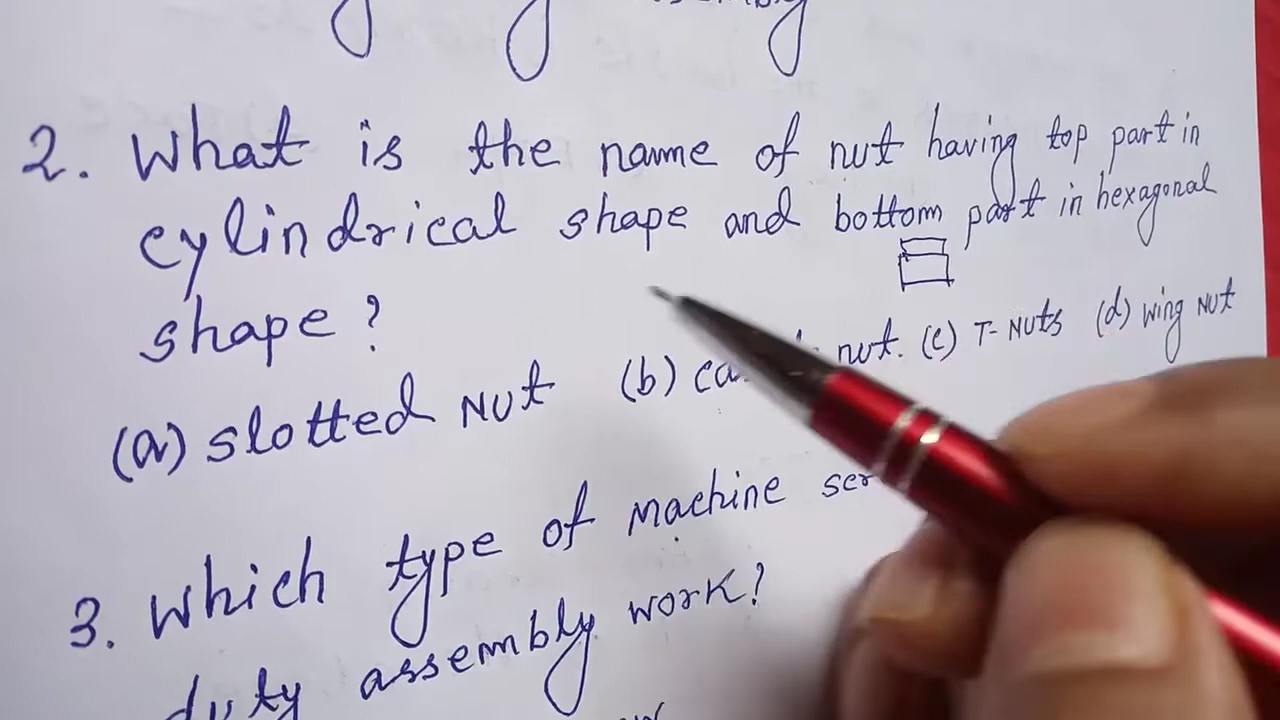 2. What is the name of nut having top part in
cylindrical shape and bottom part in hexagonal
shape?
(a) slotted Nut (b) nut. (c) T-Nuts (d) wing Nut
3. Which type of machine
duty assembly work?